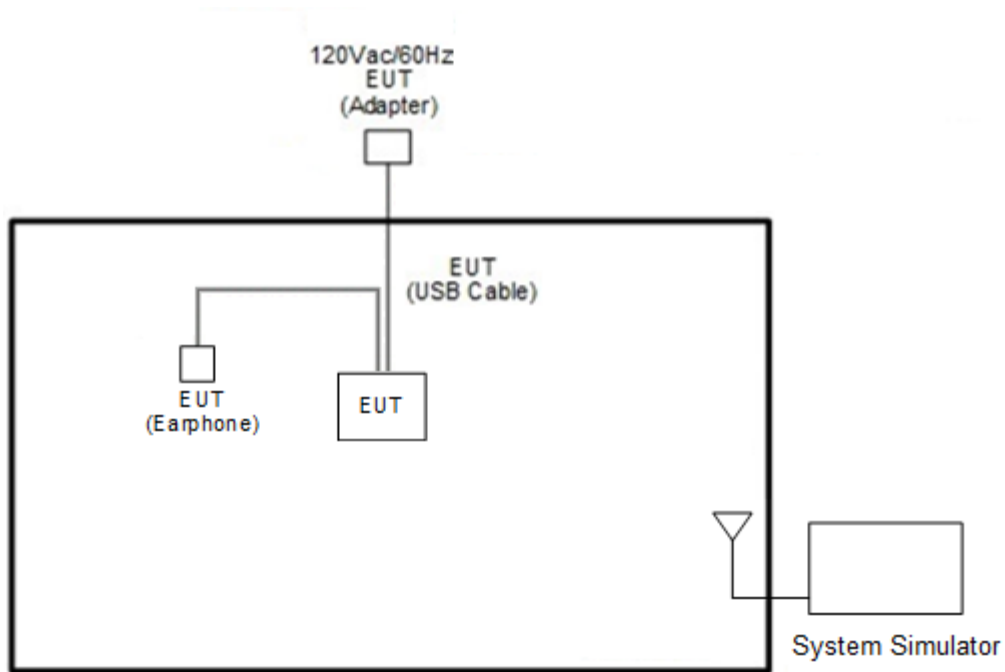 120Vac/60Hz
EUT
(Adapter)
EUT
(USB Cable)
EUT
(Earphone)
EUT
System Simulator